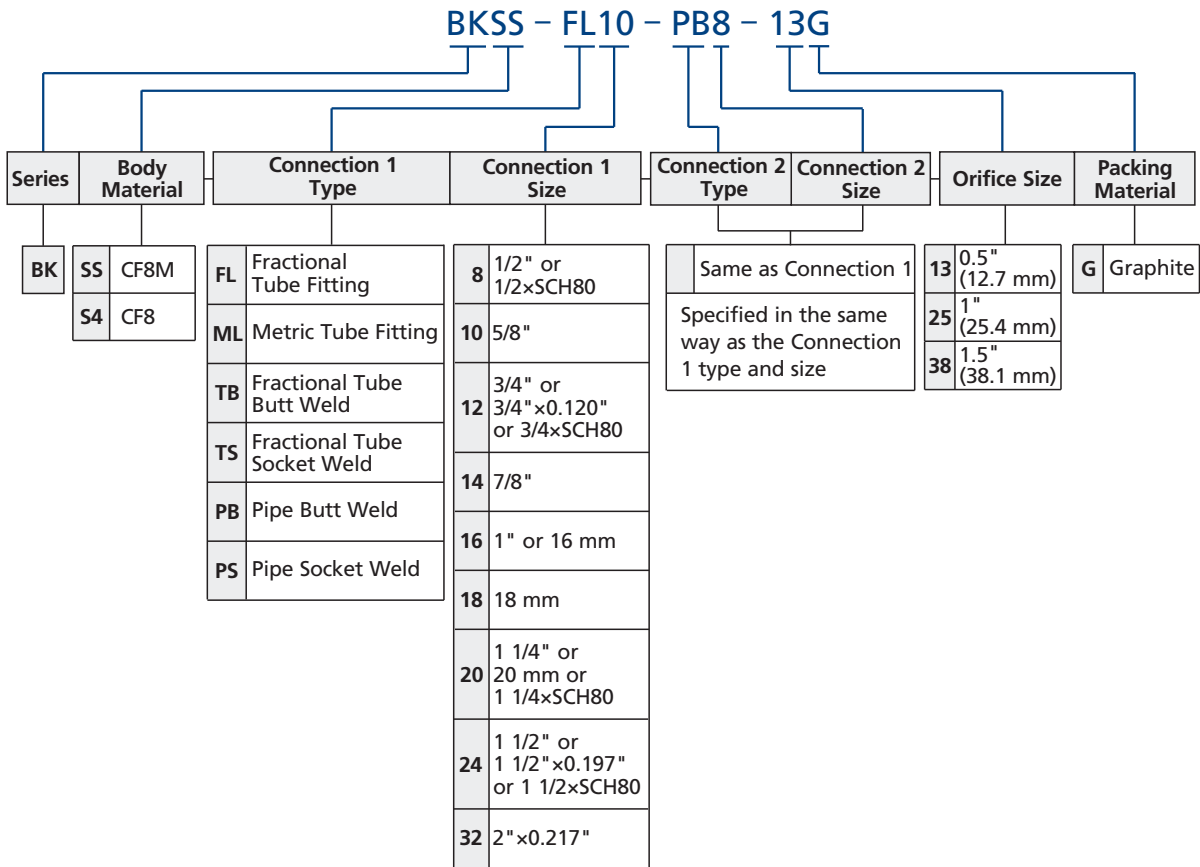 BKSS – FL10 – PB8 – 13G
Series
Body
Material
Connection 1
Type
Connection 1
Size
Connection 2
Type
Connection 2
Size
Orifice Size
Packing
Material
BK
SS CF8M
S4 CF8
FL Fractional
Tube Fitting
ML Metric Tube Fitting
TB Fractional Tube
Butt Weld
TS Fractional Tube
Socket Weld
PB Pipe Butt Weld
PS Pipe Socket Weld
8 1/2" or
1/2×SCH80
10 5/8"
12 3/4" or
3/4"×0.120"
or 3/4×SCH80
14 7/8"
16 1" or 16 mm
18 18 mm
20 1 1/4" or
20 mm or
1 1/4×SCH80
24 1 1/2" or
1 1/2"×0.197"
or 1 1/2×SCH80
32 2"×0.217"
Same as Connection 1
Specified in the same
way as the Connection
1 type and size
13 0.5"
(12.7 mm)
25 1"
(25.4 mm)
38 1.5"
(38.1 mm)
G Graphite